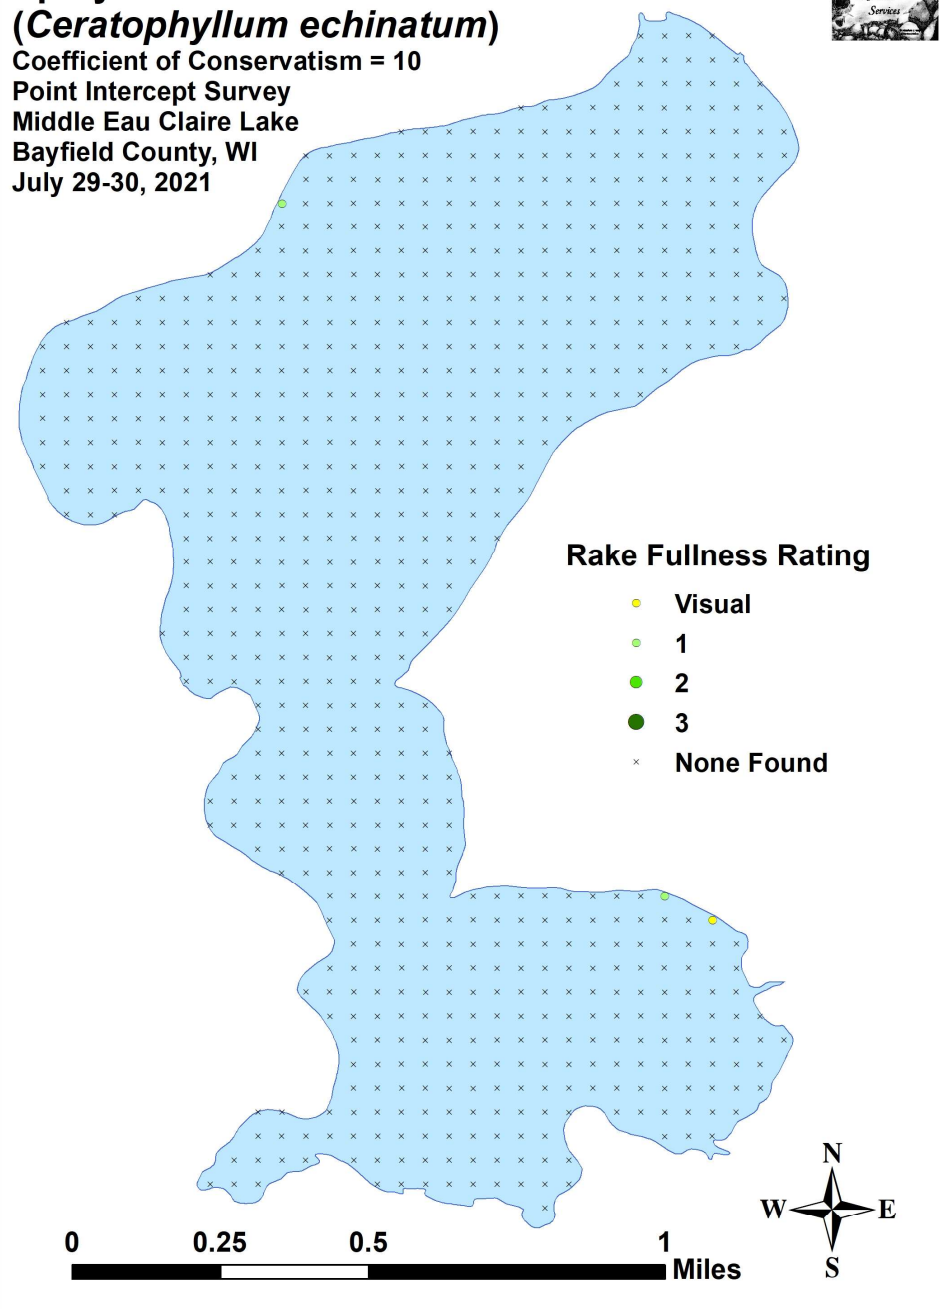 (Ceratophyllum echinatum)
Coefficient of Conservatism = 10
Point Intercept Survey
Middle Eau Claire Lake
Bayfield County, WI
July 29-30, 2021
Services
Rake Fullness Rating
Visual
1
2
3
None Found
N
W E
S
0 0.25 0.5 1
Miles